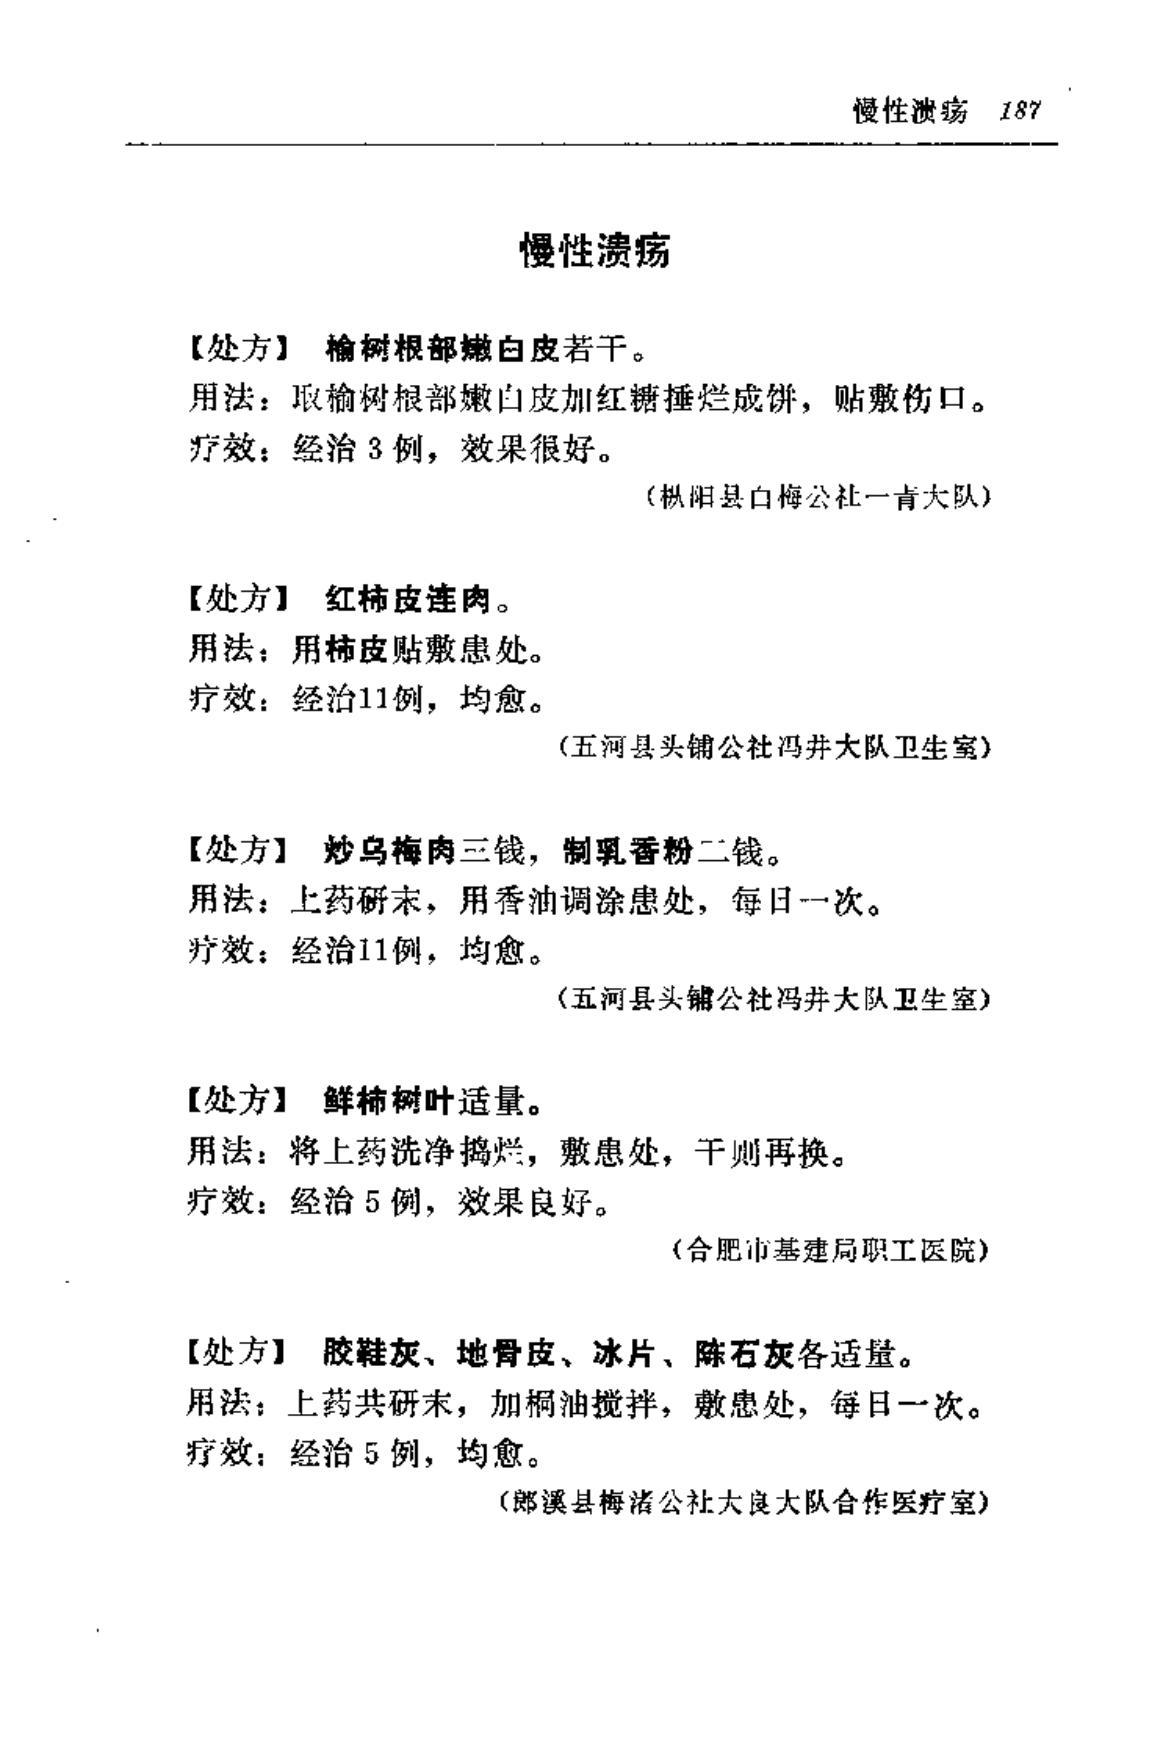 慢性溃疡 187
慢性溃疡
【处方】 榆树根部嫩白皮若干。
用法：取榆树根部嫩白皮加红糖捶烂成饼，贴敷伤口。
疗效：经治 3 例，效果很好。
（枞阳县白梅公社一青大队）
【处方】 红柿皮连肉。
用法：用柿皮贴敷患处。
疗效：经治11例，均愈。
（五河县头铺公社冯井大队卫生室）
【处方】 炒乌梅肉三钱，制乳香粉二钱。
用法：上药研末，用香油调涂患处，每日一次。
疗效：经治11例，均愈。
（五河县头铺公社冯井大队卫生室）
【处方】 鲜柿树叶适量。
用法：将上药洗净捣烂，敷患处，干则再换。
疗效：经治 5 例，效果良好。
（合肥市基建局职工医院）
【处方】 胶鞋灰、地骨皮、冰片、陈石灰各适量。
用法：上药共研末，加桐油搅拌，敷患处，每日一次。
疗效：经治 5 例，均愈。
（郎溪县梅渚公社大良大队合作医疗室）